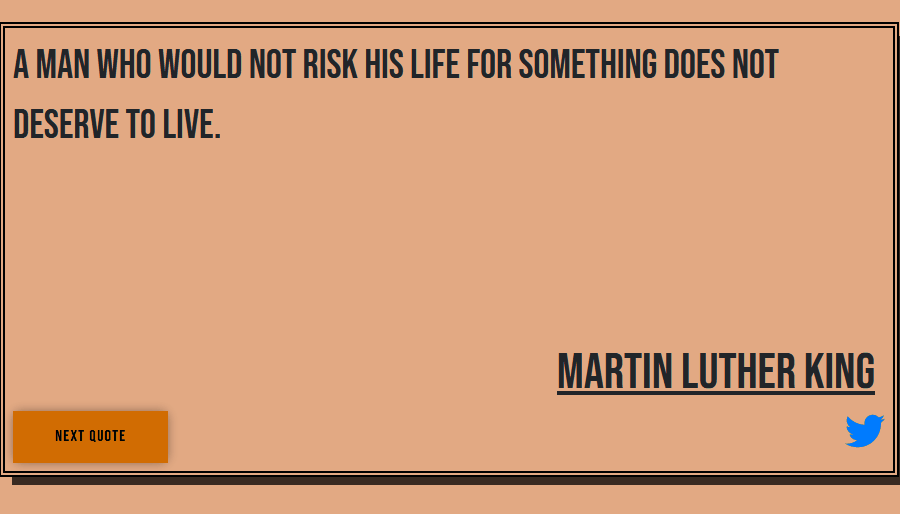 A MAN WHO WOULD NOT RISK HIS LIFE FOR SOMETHING DOES NOT
DESERVE TO LIVE.
MARTIN LUTHER KING
NEXT QUOTE